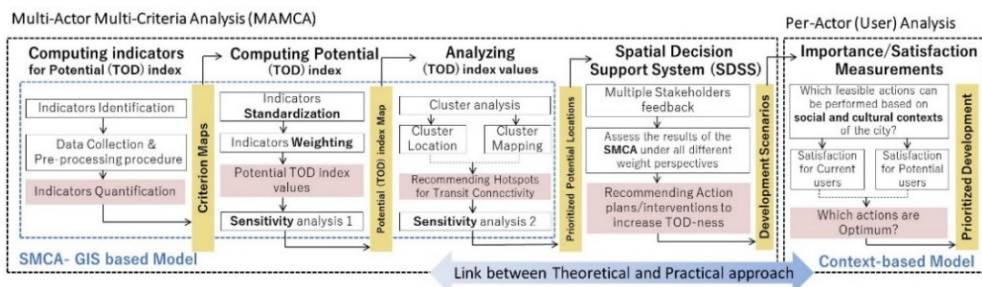 Multi-Actor Multi-Criteria Analysis (MAMCA)
Per-Actor (User) Analysis
Computing indicators
for Potential (TOD) index
Indicators Identification
Data Collection &
Pre-processing procedure
Indicators Quantification
Criterion Maps
Computing Potential
(TOD) index
Indicators
Standardization
Indicators Weighting
Potential TOD index
values
Sensitivity analysis 1
Potential (TOD) index Map
Analyzing
(TOD) index values
Cluster analysis
Cluster
Location
Cluster
Mapping
Recommending Hotspots
for Transit Connectivity
Sensitivity analysis 2
Prioritized Potential Locations
Spatial Decision
Support System (SDSS)
Multiple Stakeholders
feedback
Assess the results of the
SMCA under all different
weight perspectives
Recommending Action
plans/interventions to
increase TOD-ness
Development Scenarios
Importance/Satisfaction
Measurements
Which feasible actions can
be performed based on
social and cultural contexts
of the city?
Satisfaction
for Current
users
Satisfaction
for Potential
users
Which actions are
Optimum?
Prioritized Development
SMCA- GIS based Model
Link between Theoretical and Practical approach
Context-based Model